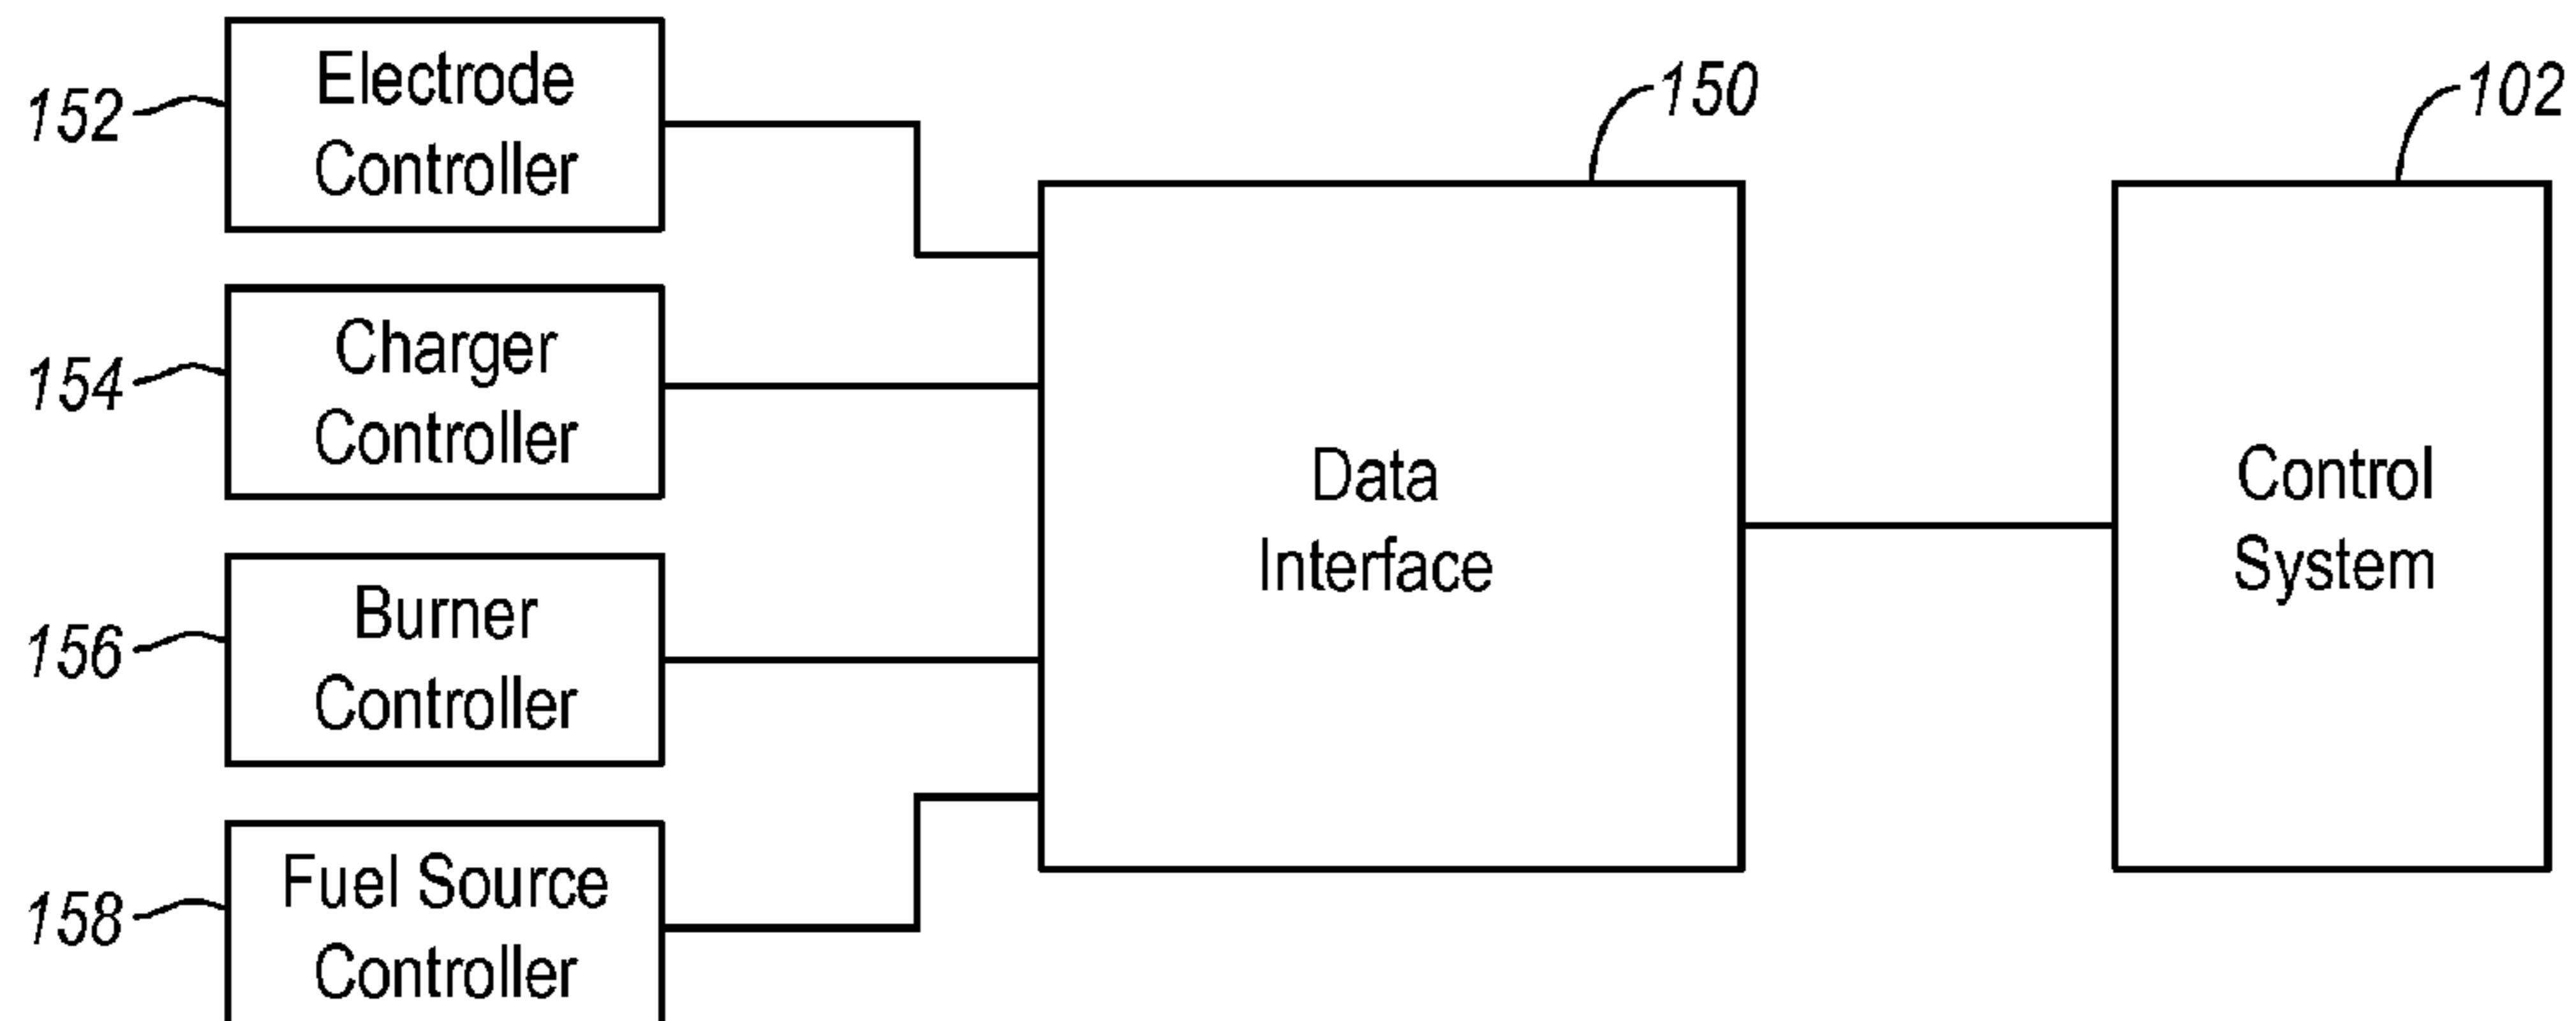 152
Electrode
Controller
154
Charger
Controller
156
Burner
Controller
158
Fuel Source
Controller
150
Data
Interface
102
Control
System